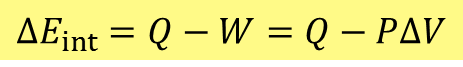 ΔE_int = Q − W = Q − PΔV